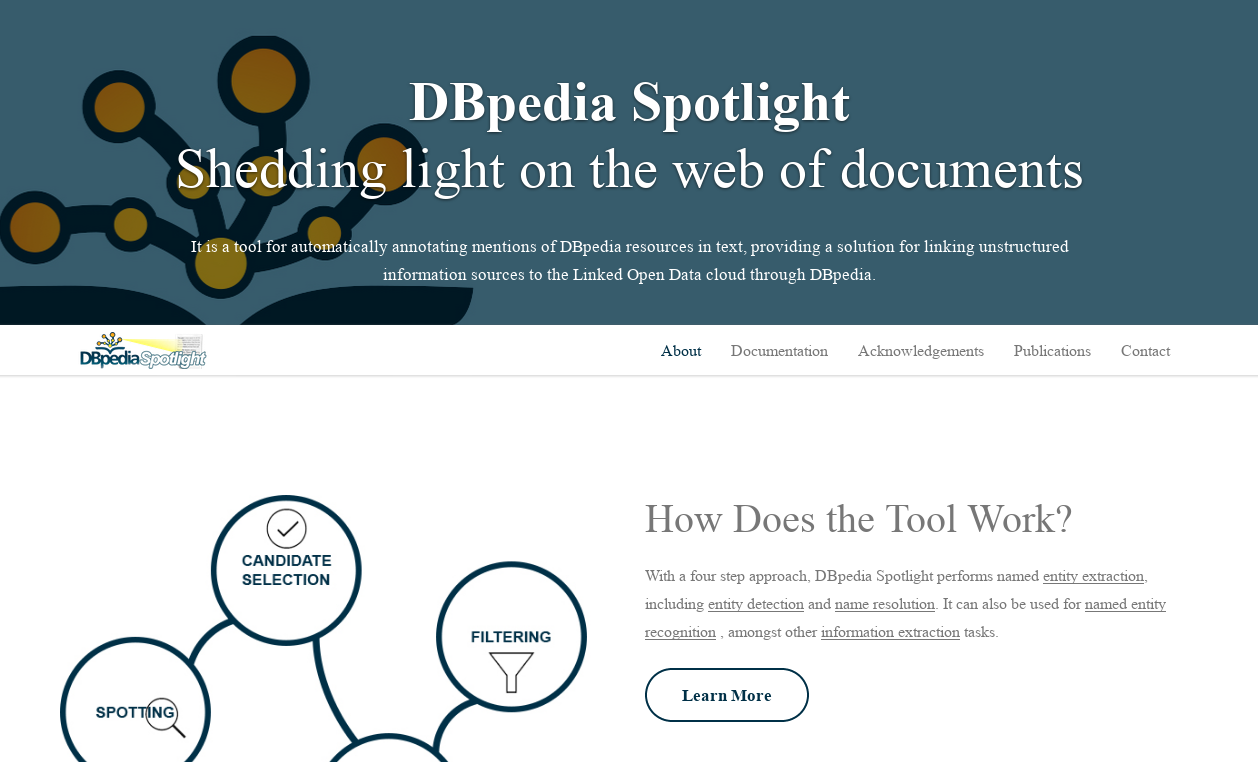 DBpedia Spotlight
Shedding light on the web of documents
It is a tool for automatically annotating mentions of DBpedia resources in text, providing a solution for linking unstructured
information sources to the Linked Open Data cloud through DBpedia.
DBpedia Spotlight
About Documentation Acknowledgements Publications Contact
CANDIDATE
SELECTION
FILTERING
SPOTTING
How Does the Tool Work?
With a four step approach, DBpedia Spotlight performs named entity extraction,
including entity detection and name resolution. It can also be used for named entity
recognition , amongst other information extraction tasks.
Learn More